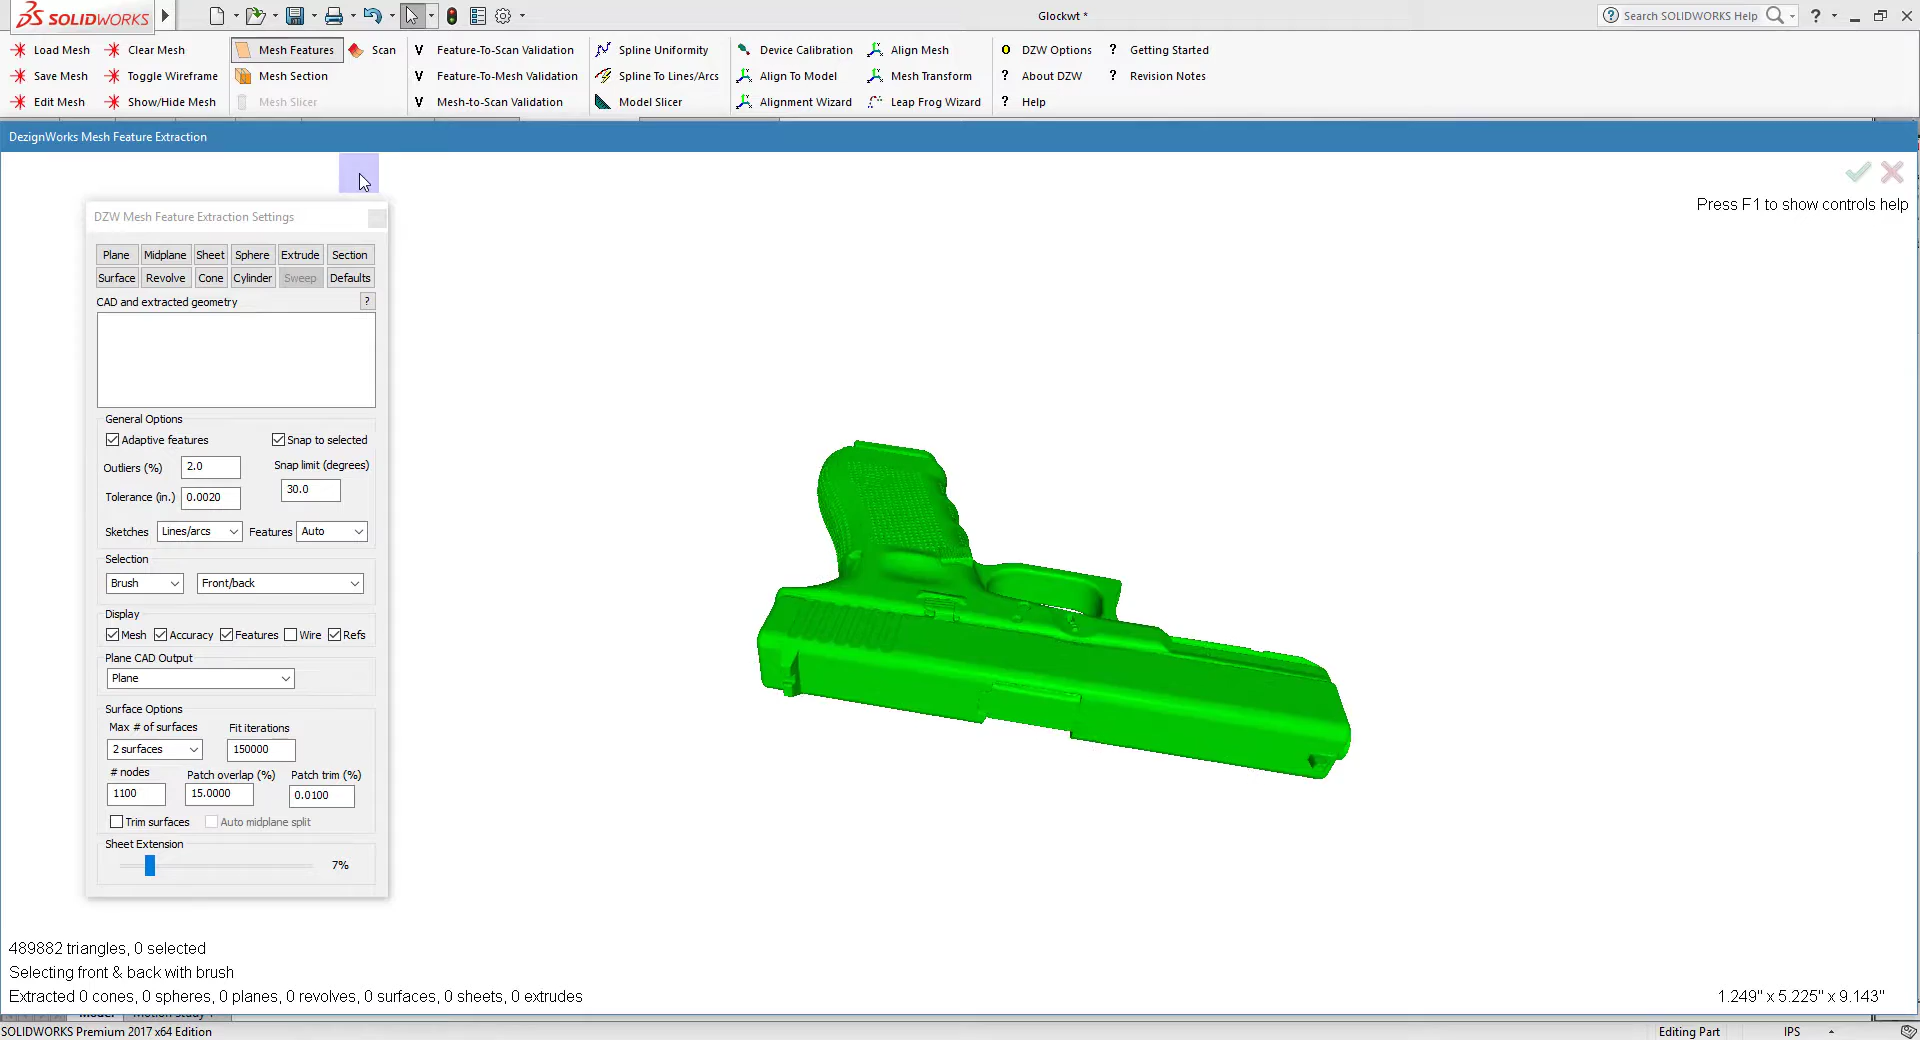 SOLIDWORKS
Glockwt *
Search SOLIDWORKS Help
Load Mesh
Clear Mesh
Mesh Features
Scan
Feature-To-Scan Validation
Spline Uniformity
Device Calibration
Align Mesh
DZW Options
Getting Started
Save Mesh
Toggle Wireframe
Mesh Section
Feature-To-Mesh Validation
Spline To Lines/Arcs
Align To Model
Mesh Transform
About DZW
Revision Notes
Edit Mesh
Show/Hide Mesh
Mesh Slicer
Mesh-to-Scan Validation
Model Slicer
Alignment Wizard
Leap Frog Wizard
Help
DezignWorks Mesh Feature Extraction
Press F1 to show controls help
DZW Mesh Feature Extraction Settings
Plane Midplane Sheet Sphere Extrude Section
Surface Revolve Cone Cylinder Sweep Defaults
CAD and extracted geometry ?
General Options
Adaptive features Snap to selected
Outliers (%) 2.0 Snap limit (degrees)
Tolerance (in.) 0.0020 30.0
Sketches Lines/arcs Features Auto
Selection
Brush Front/back
Display
Mesh Accuracy Features Wire Refs
Plane CAD Output
Plane
Surface Options
Max # of surfaces Fit iterations
2 surfaces 150000
# nodes Patch overlap (%) Patch trim (%)
1100 15.0000 0.0100
Trim surfaces Auto midplane split
Sheet Extension
7%
489882 triangles, 0 selected
Selecting front & back with brush
Extracted 0 cones, 0 spheres, 0 planes, 0 revolves, 0 surfaces, 0 sheets, 0 extrudes
1.249" x 5.225" x 9.143"
Model Motion Study 1
SOLIDWORKS Premium 2017 x64 Edition
Editing Part
IPS